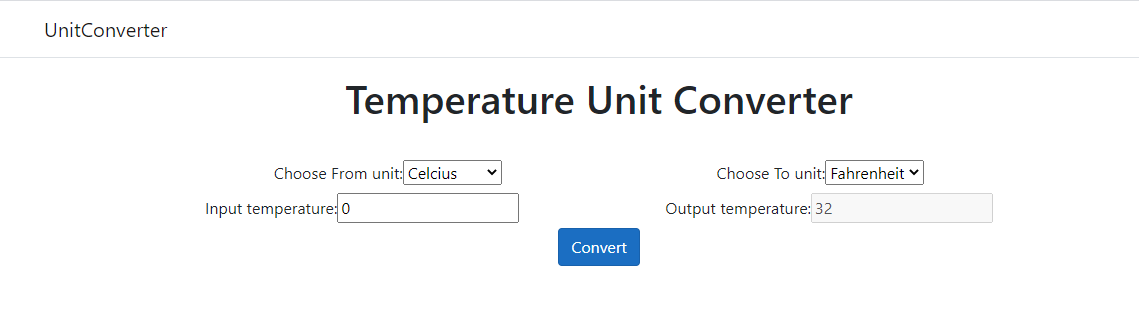 UnitConverter
Temperature Unit Converter
Choose From unit: Celcius
Choose To unit: Fahrenheit
Input temperature: 0
Output temperature: 32
Convert